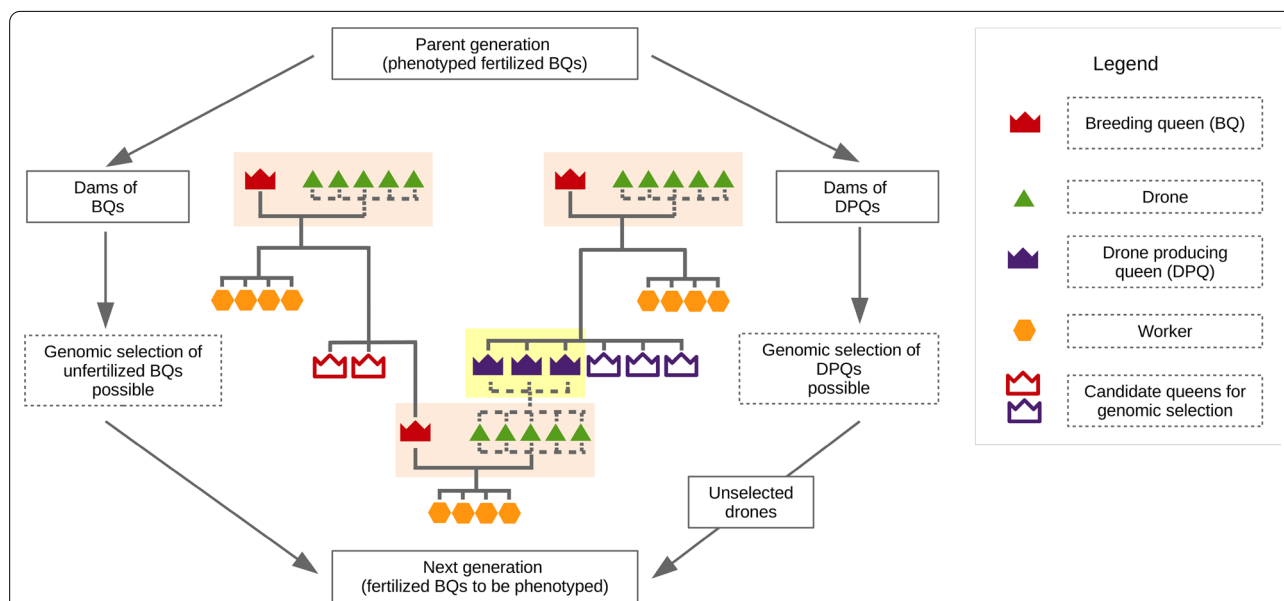 Parent generation
(phenotyped fertilized BQs)
Dams of
BQs
Dams of
DPQs
Genomic selection of
unfertilized BQs
possible
Genomic selection of
DPQs
possible
Unselected
drones
Next generation
(fertilized BQs to be phenotyped)
Legend
Breeding queen (BQ)
Drone
Drone producing
queen (DPQ)
Worker
Candidate queens for
genomic selection